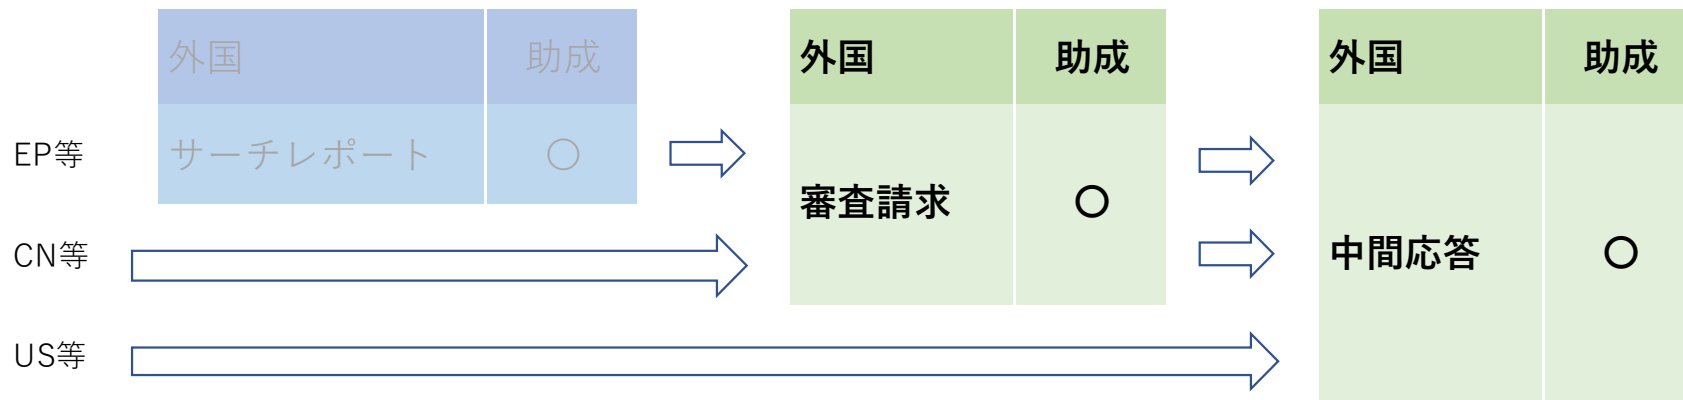 外国 助成 外国 助成 外国 助成
EP等 サーチレポート ○
審査請求 ○
CN等 中間応答 ○
US等